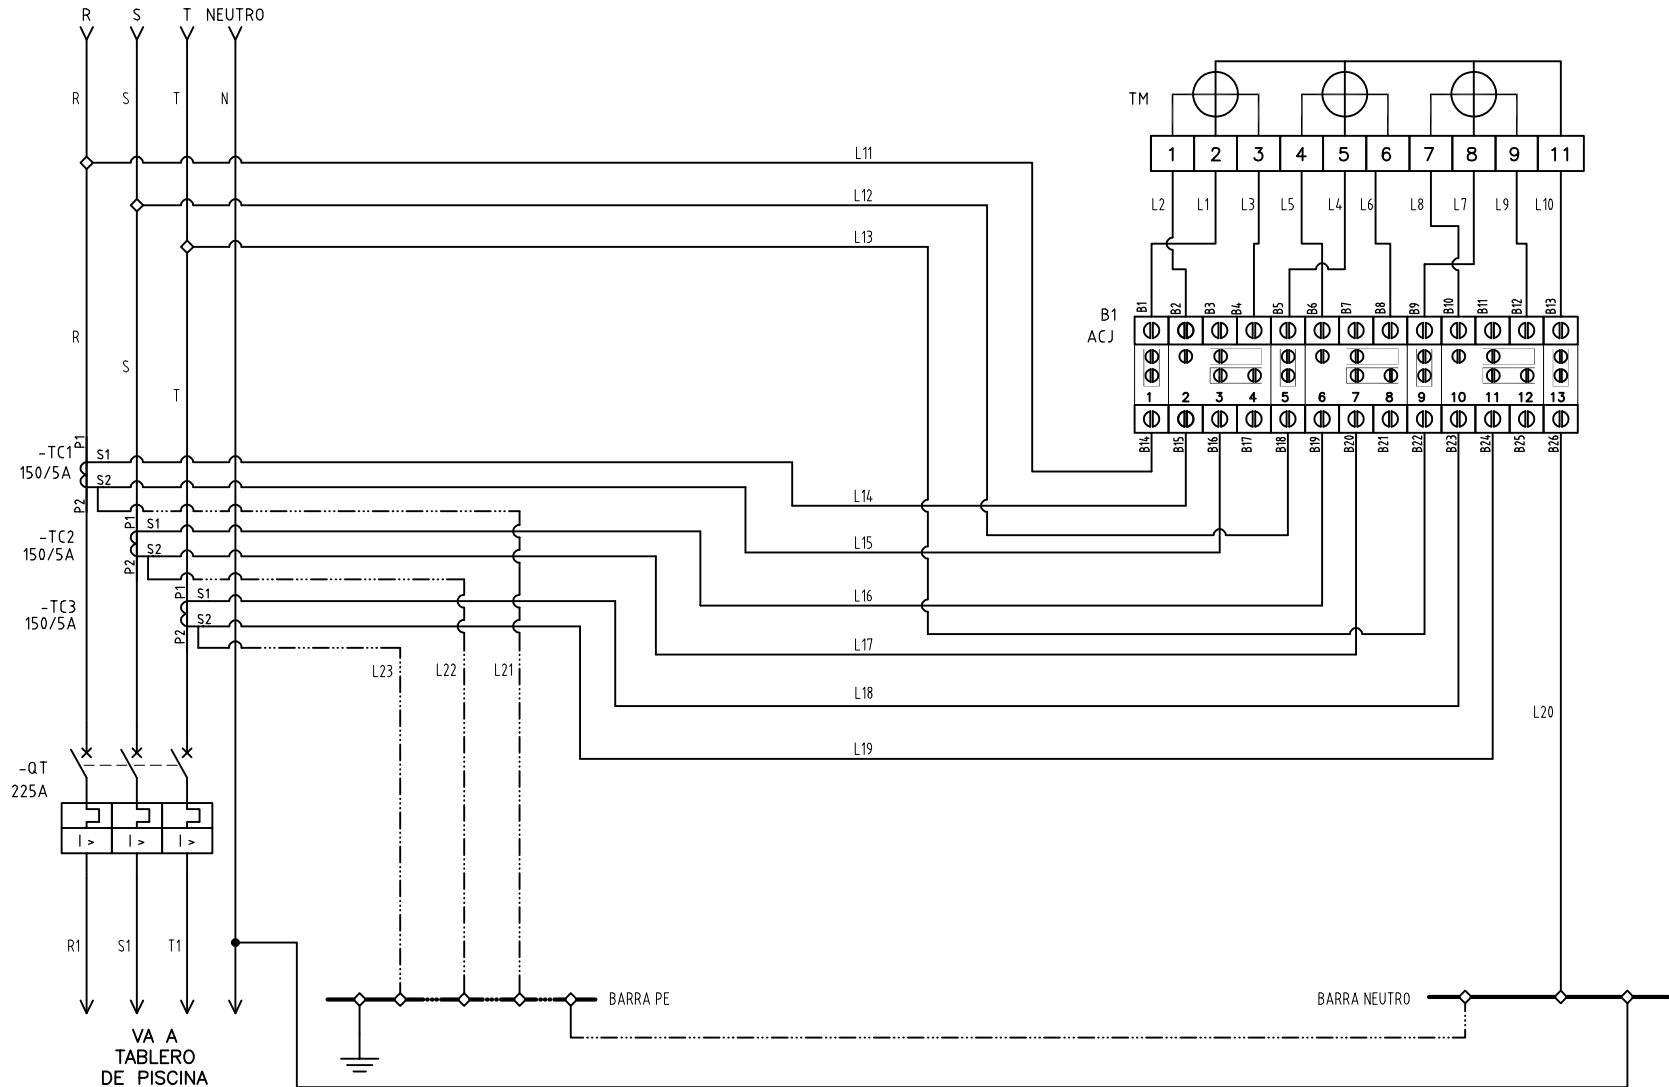 R S T NEUTRO
R S T N
TM
1 2 3 4 5 6 7 8 9 11
L11
L12
L13
L2 L1 L3 L5 L4 L6 L8 L7 L9 L10
R
S
T
B1 B2 B3 B4 B5 B6 B7 B8 B9 B10 B11 B12 B13
B1
ACJ
1 2 3 4 5 6 7 8 9 10 11 12 13
B14 B15 B16 B17 B18 B19 B20 B21 B22 B23 B24 B25 B26
-TC1
150/5A
P1
S1
S2
P2
L14
-TC2
150/5A
P1
S1
S2
P2
L15
-TC3
150/5A
P1
S1
S2
P2
L16
L17
L23 L22 L21
L18
L20
L19
-QT
225A
I > I > I >
R1 S1 T1
BARRA PE
BARRA NEUTRO
VA A
TABLERO
DE PISCINA